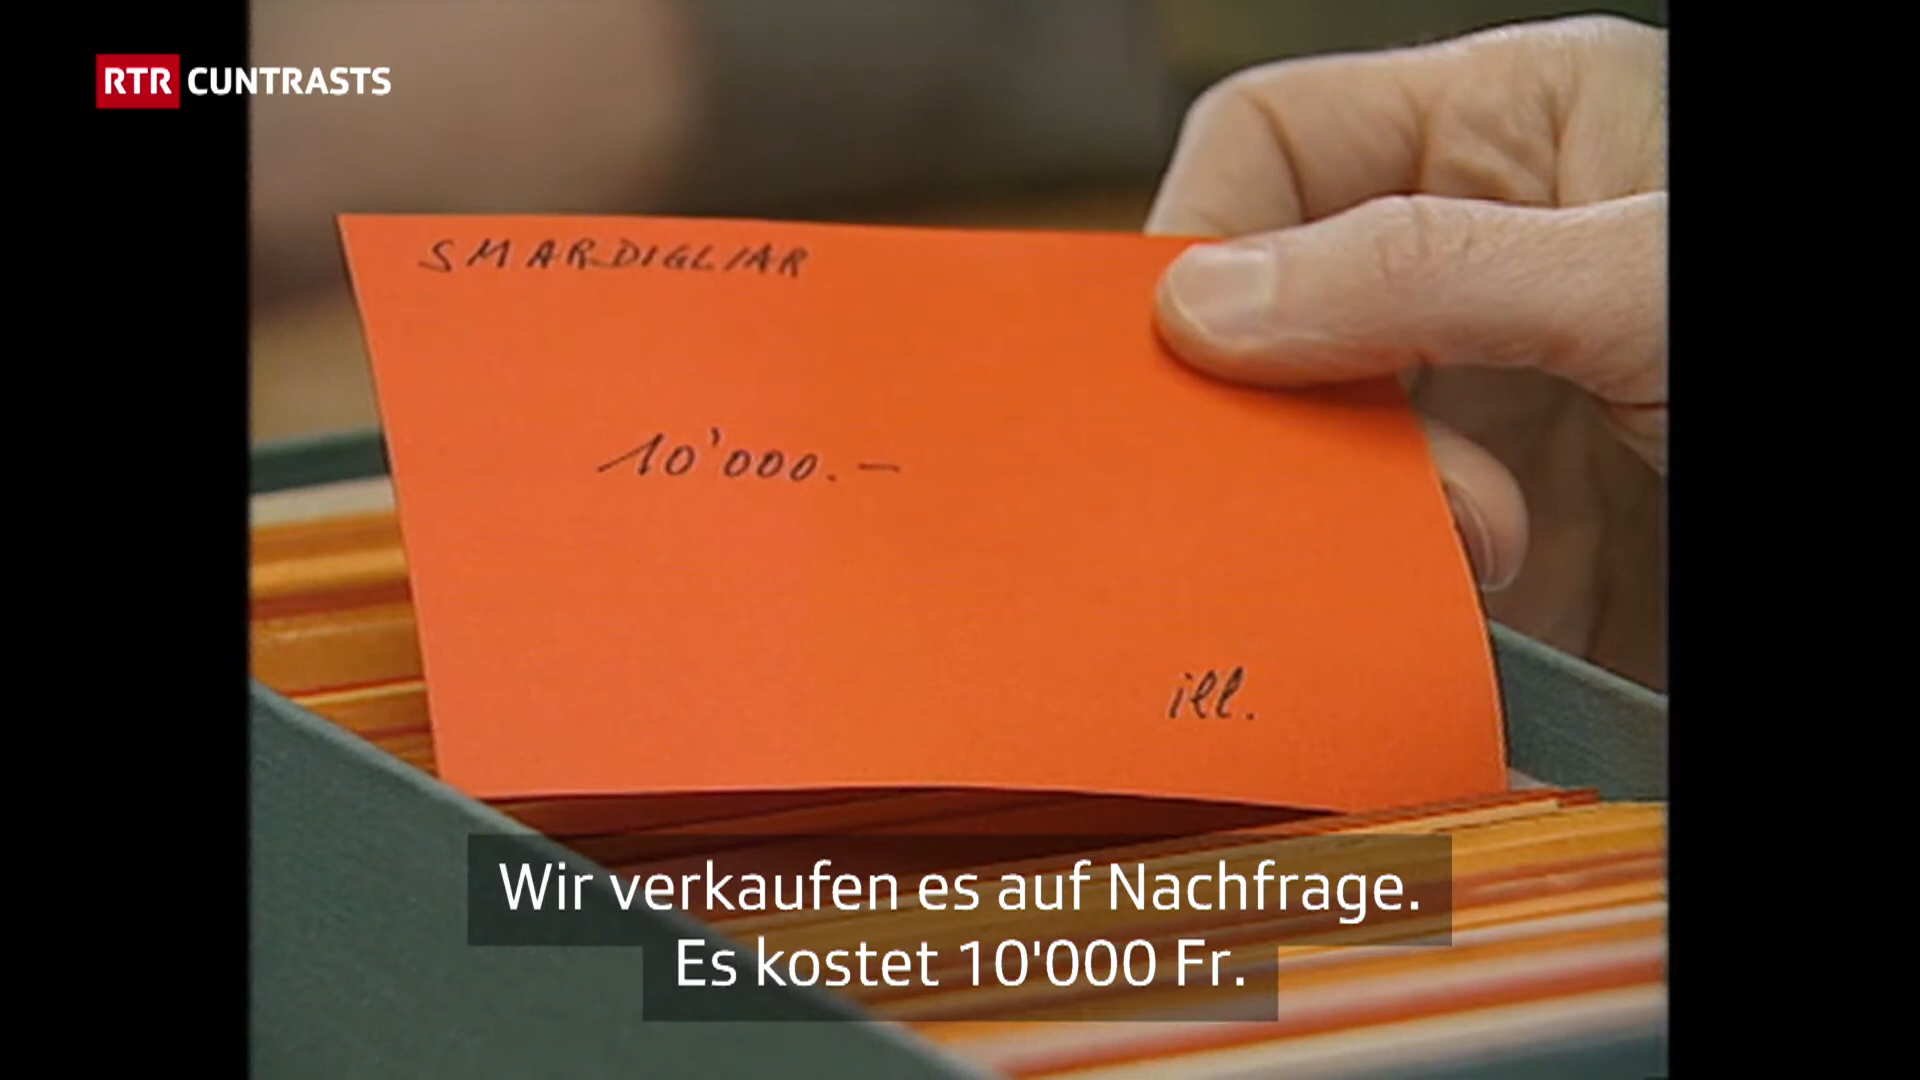 RTR CUNTRASTS
SMARDIGLIAR
10'000.–
ill.
Wir verkaufen es auf Nachfrage.
Es kostet 10'000 Fr.